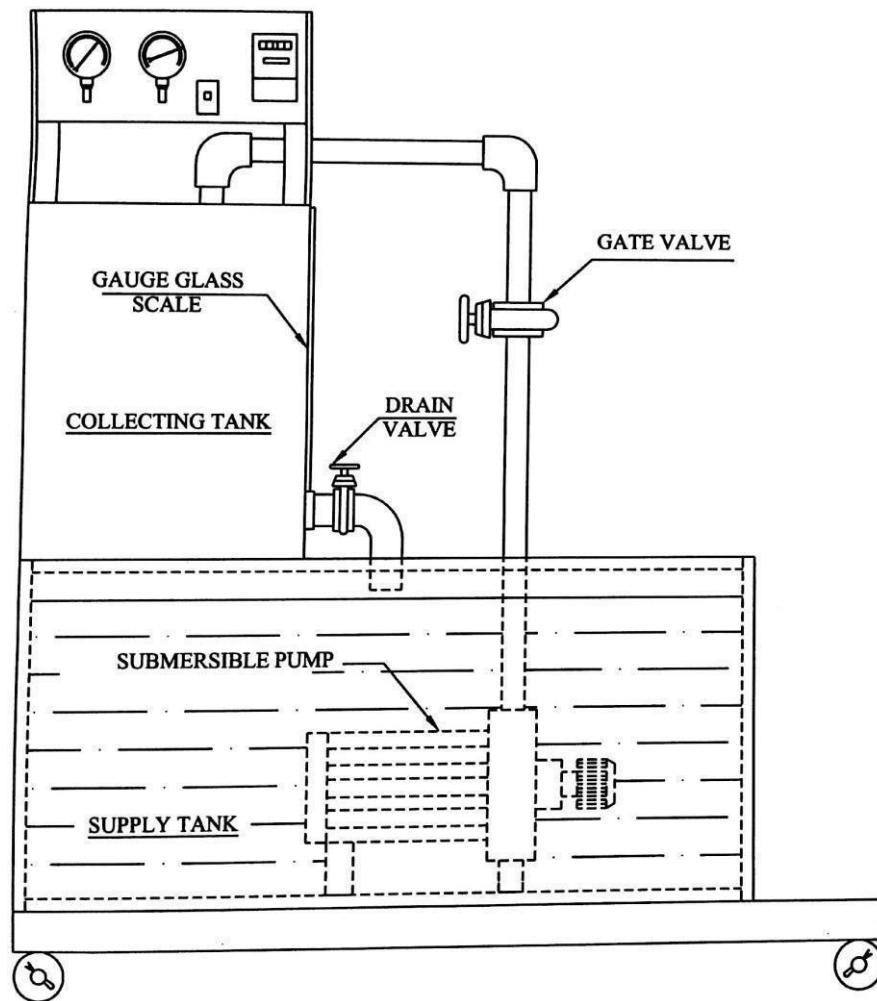 GATE VALVE
GAUGE GLASS
SCALE
DRAIN
VALVE
COLLECTING TANK
SUBMERSIBLE PUMP
SUPPLY TANK